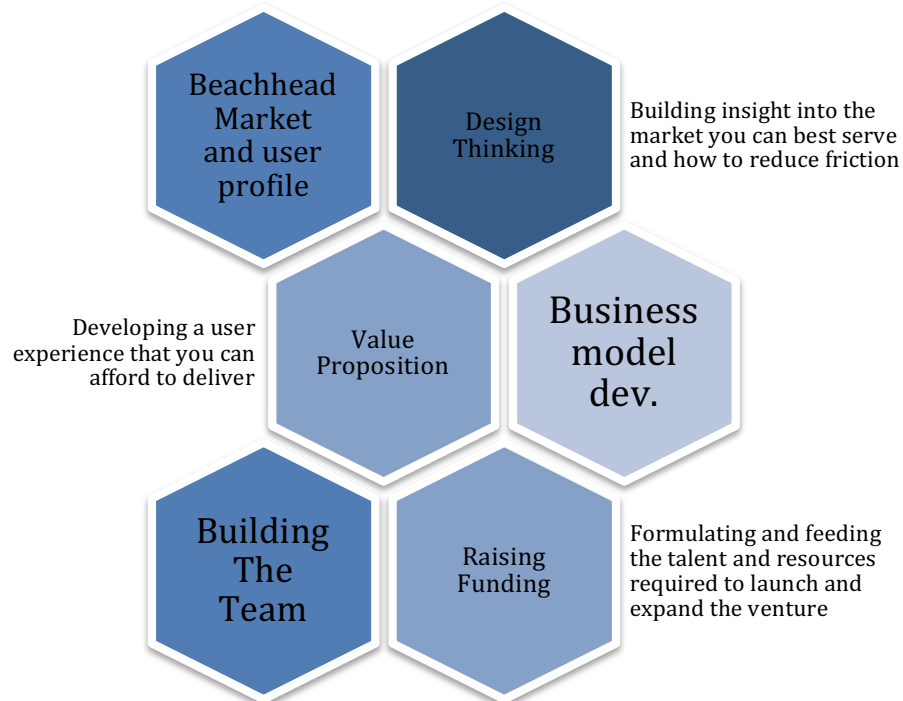 Beachhead
Market
and user
profile
Design
Thinking
Building insight into the
market you can best serve
and how to reduce friction
Developing a user
experience that you can
afford to deliver
Value
Proposition
Business
model
dev.
Building
The
Team
Raising
Funding
Formulating and feeding
the talent and resources
required to launch and
expand the venture